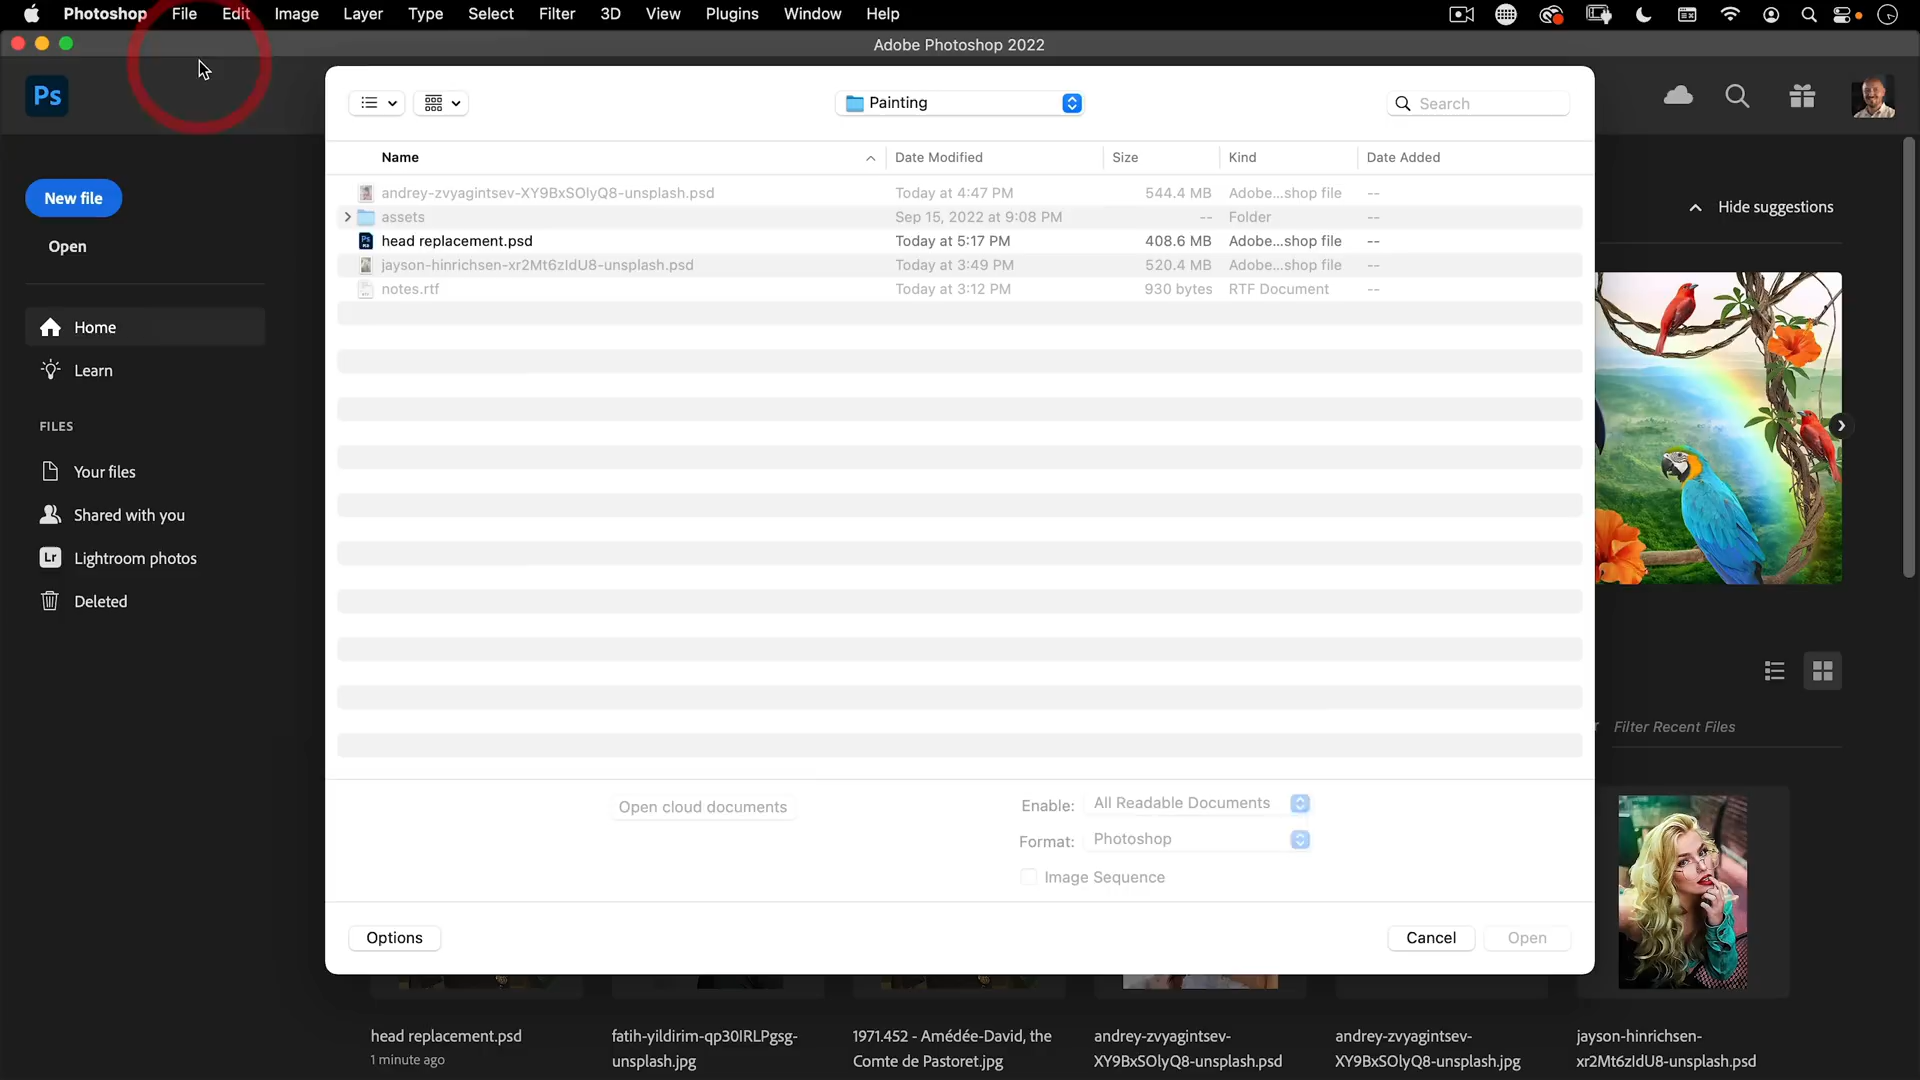 Photoshop File Edit Image Layer Type Select Filter 3D View Plugins Window Help
Adobe Photoshop 2022
Ps
Painting
Search
Name Date Modified Size Kind Date Added
andrey-zvyagintsev-XY9BxSOlyQ8-unsplash.psd Today at 4:47 PM 544.4 MB Adobe...shop file --
assets Sep 15, 2022 at 9:08 PM -- Folder --
head replacement.psd Today at 5:17 PM 408.6 MB Adobe...shop file --
jayson-hinrichsen-xr2Mt6zIdU8-unsplash.psd Today at 3:49 PM 520.4 MB Adobe...shop file --
notes.rtf Today at 3:12 PM 930 bytes RTF Document --
New file
Open
Home
Learn
FILES
Your files
Shared with you
Lr Lightroom photos
Deleted
Hide suggestions
Filter Recent Files
Open cloud documents
Enable: All Readable Documents
Format: Photoshop
Image Sequence
Options
Cancel
Open
head replacement.psd
1 minute ago
fatih-yildirim-qp30IRLPgsg-
unsplash.jpg
1971.452 - Amédée-David, the
Comte de Pastoret.jpg
andrey-zvyagintsev-
XY9BxSOlyQ8-unsplash.psd
andrey-zvyagintsev-
XY9BxSOlyQ8-unsplash.jpg
jayson-hinrichsen-
xr2Mt6zIdU8-unsplash.psd